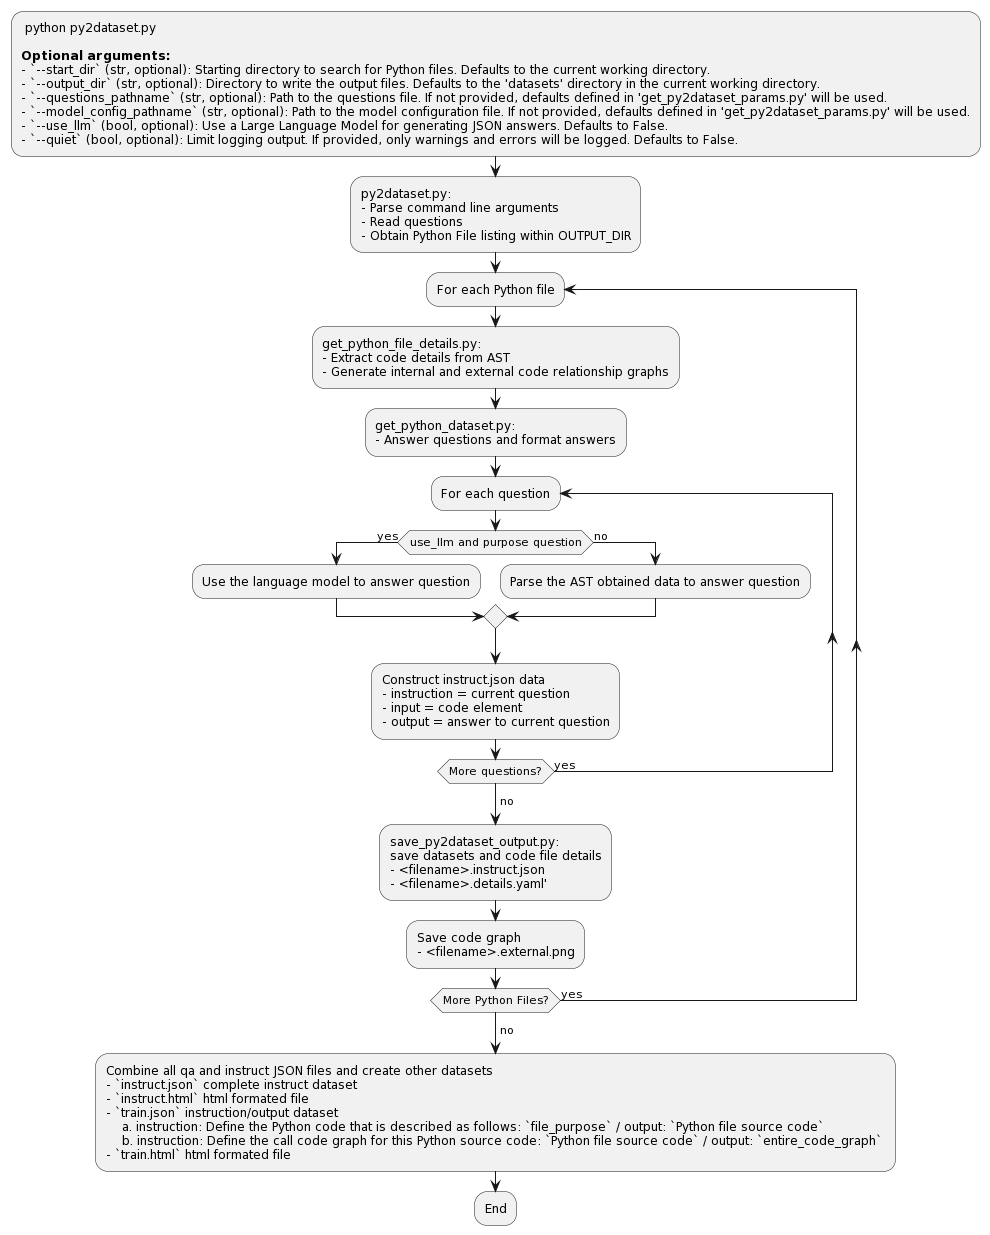 python py2dataset.py
Optional arguments:
- `--start_dir` (str, optional): Starting directory to search for Python files. Defaults to the current working directory.
- `--output_dir` (str, optional): Directory to write the output files. Defaults to the 'datasets' directory in the current working directory.
- `--questions_pathname` (str, optional): Path to the questions file. If not provided, defaults defined in 'get_py2dataset_params.py' will be used.
- `--model_config_pathname` (str, optional): Path to the model configuration file. If not provided, defaults defined in 'get_py2dataset_params.py' will be used.
- `--use_llm` (bool, optional): Use a Large Language Model for generating JSON answers. Defaults to False.
- `--quiet` (bool, optional): Limit logging output. If provided, only warnings and errors will be logged. Defaults to False.
py2dataset.py:
- Parse command line arguments
- Read questions
- Obtain Python File listing within OUTPUT_DIR
For each Python file
get_python_file_details.py:
- Extract code details from AST
- Generate internal and external code relationship graphs
get_python_dataset.py:
- Answer questions and format answers
For each question
yes
use_llm and purpose question
no
Use the language model to answer question
Parse the AST obtained data to answer question
Construct instruct.json data
- instruction = current question
- input = code element
- output = answer to current question
More questions?
yes
no
save_py2dataset_output.py:
save datasets and code file details
- <filename>.instruct.json
- <filename>.details.yaml'
Save code graph
- <filename>.external.png
More Python Files?
yes
no
Combine all qa and instruct JSON files and create other datasets
- `instruct.json` complete instruct dataset
- `instruct.html` html formated file
- `train.json` instruction/output dataset
a. instruction: Define the Python code that is described as follows: `file_purpose` / output: `Python file source code`
b. instruction: Define the call code graph for this Python source code: `Python file source code` / output: `entire_code_graph`
- `train.html` html formated file
End